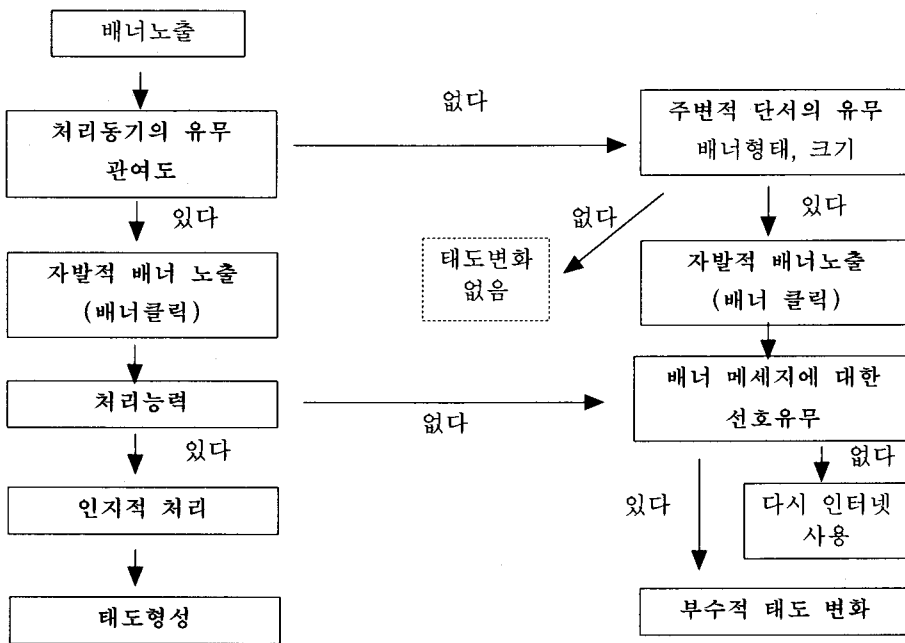 배너노출
처리동기의 유무
관여도
없다
주변적 단서의 유무
배너형태, 크기
있다
없다
있다
자발적 배너 노출
(배너클릭)
태도변화
없음
자발적 배너노출
(배너 클릭)
처리능력
없다
배너 메세지에 대한
선호유무
있다
없다
인지적 처리
있다
다시 인터넷
사용
태도형성
부수적 태도 변화